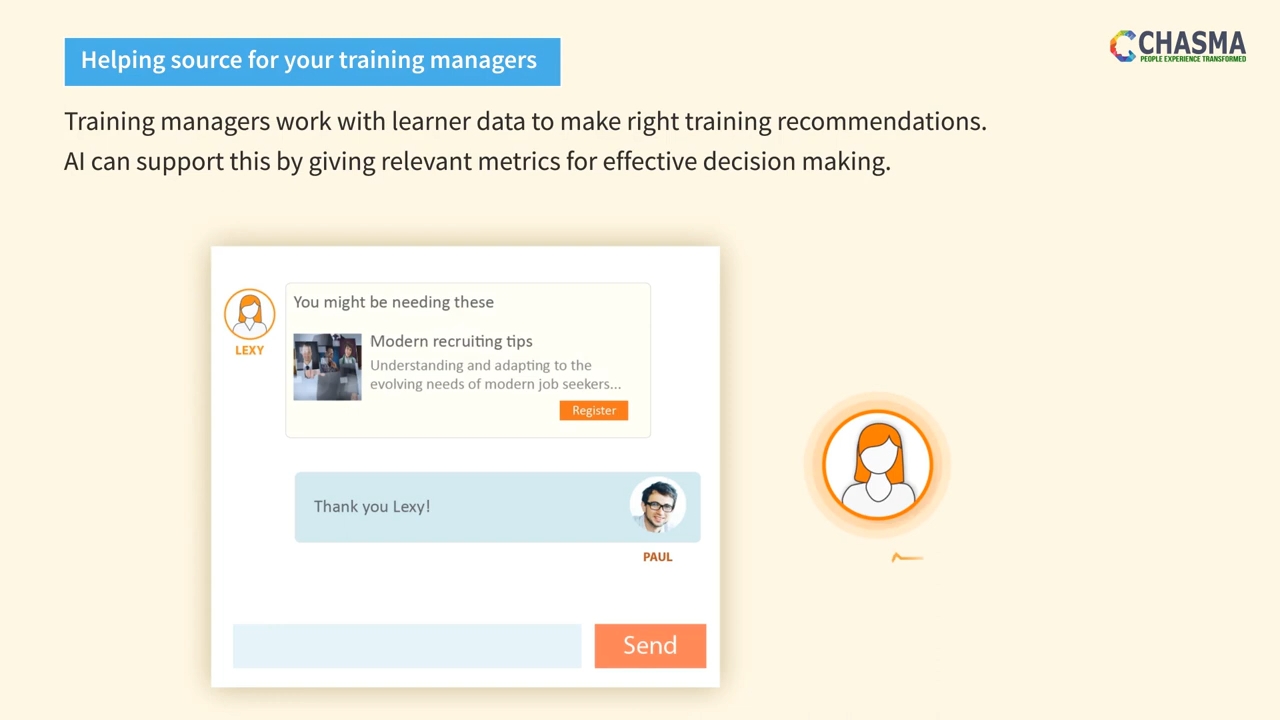 Helping source for your training managers
CHASMA
PEOPLE EXPERIENCE TRANSFORMED
Training managers work with learner data to make right training recommendations.
AI can support this by giving relevant metrics for effective decision making.
You might be needing these
LEXY
Modern recruiting tips
Understanding and adapting to the
evolving needs of modern job seekers...
Register
Thank you Lexy!
PAUL
Send